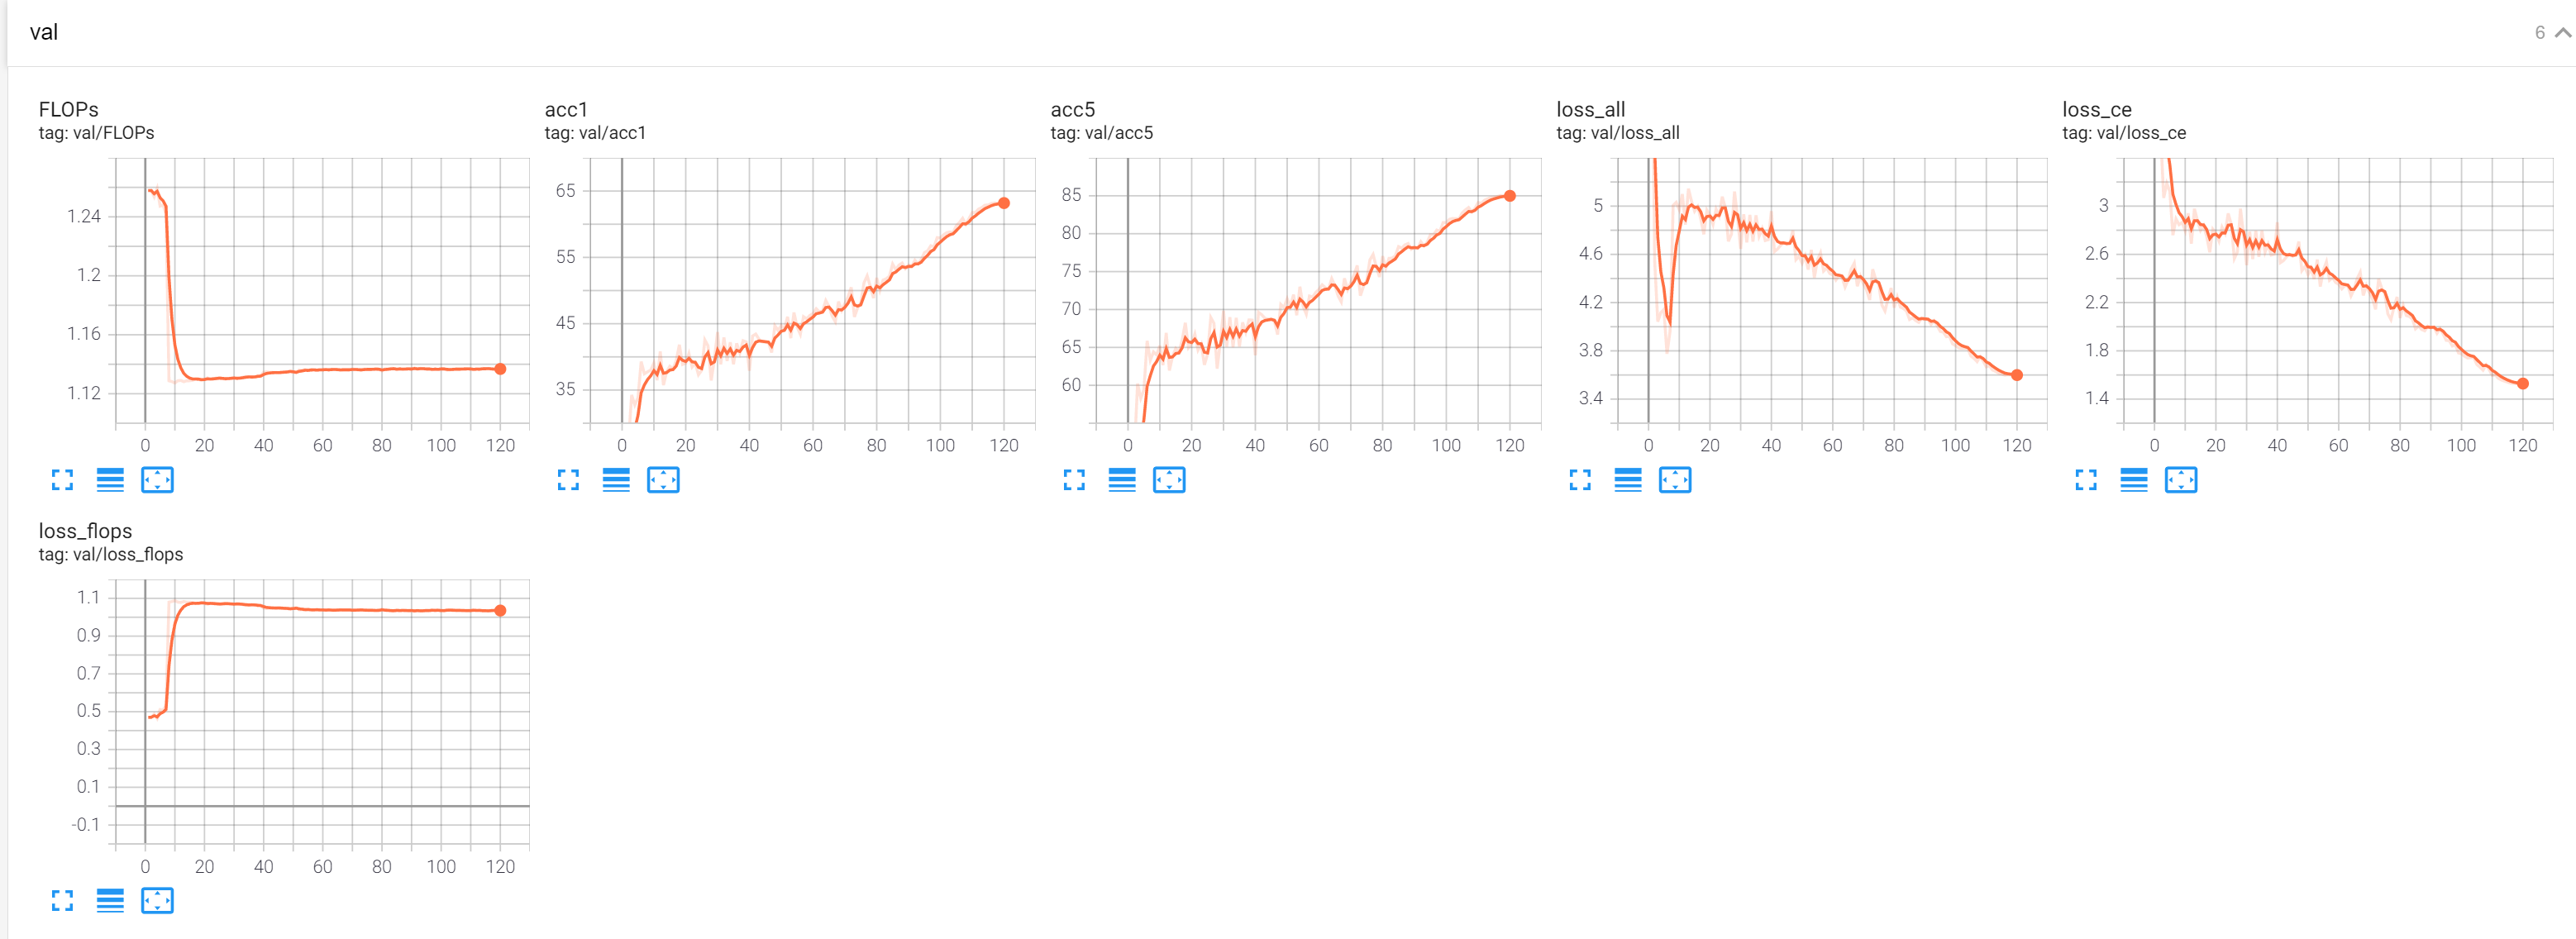 val
6
FLOPs
acc1
acc5
loss_all
loss_ce
tag: val/FLOPs
tag: val/acc1
tag: val/acc5
tag: val/loss_all
tag: val/loss_ce
1.24
1.2
1.16
1.12
0 20 40 60 80 100 120
65
55
45
35
0 20 40 60 80 100 120
85
80
75
70
65
60
0 20 40 60 80 100 120
5
4.6
4.2
3.8
3.4
0 20 40 60 80 100 120
3
2.6
2.2
1.8
1.4
0 20 40 60 80 100 120
loss_flops
tag: val/loss_flops
1.1
0.9
0.7
0.5
0.3
0.1
-0.1
0 20 40 60 80 100 120